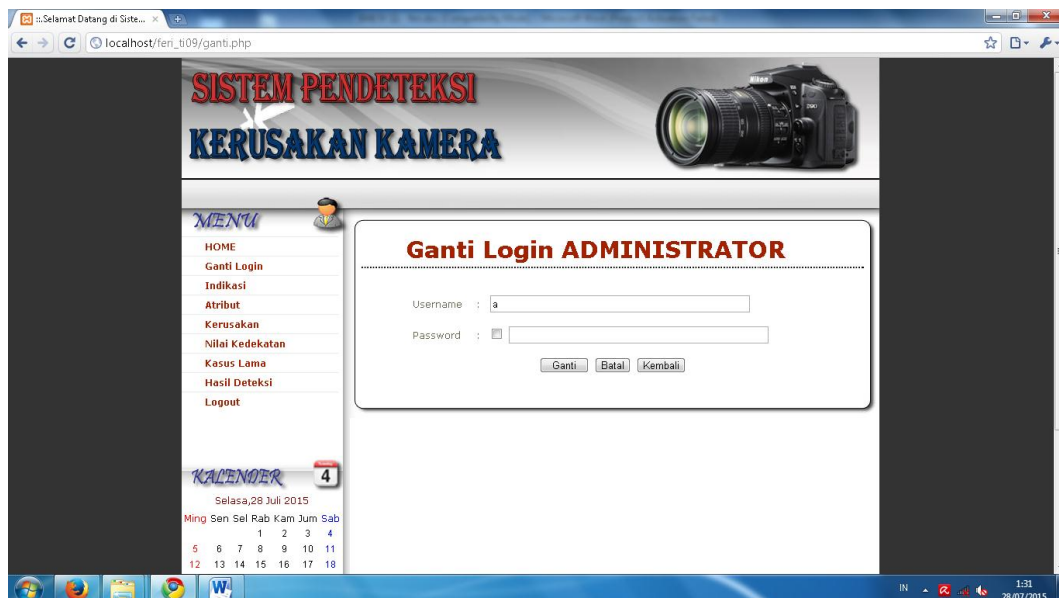 ::.Selamat Datang di Siste...
localhost/feri_ti09/ganti.php
SISTEM PENDETEKSI
KERUSAKAN KAMERA
Nikon
MENU
HOME
Ganti Login
Indikasi
Atribut
Kerusakan
Nilai Kedekatan
Kasus Lama
Hasil Deteksi
Logout
Ganti Login ADMINISTRATOR
Username : a
Password :
Ganti Batal Kembali
KALENDER
4
Selasa,28 Juli 2015
Ming Sen Sel Rab Kam Jum Sab
1 2 3 4
5 6 7 8 9 10 11
12 13 14 15 16 17 18
IN
1:31
28/07/2015